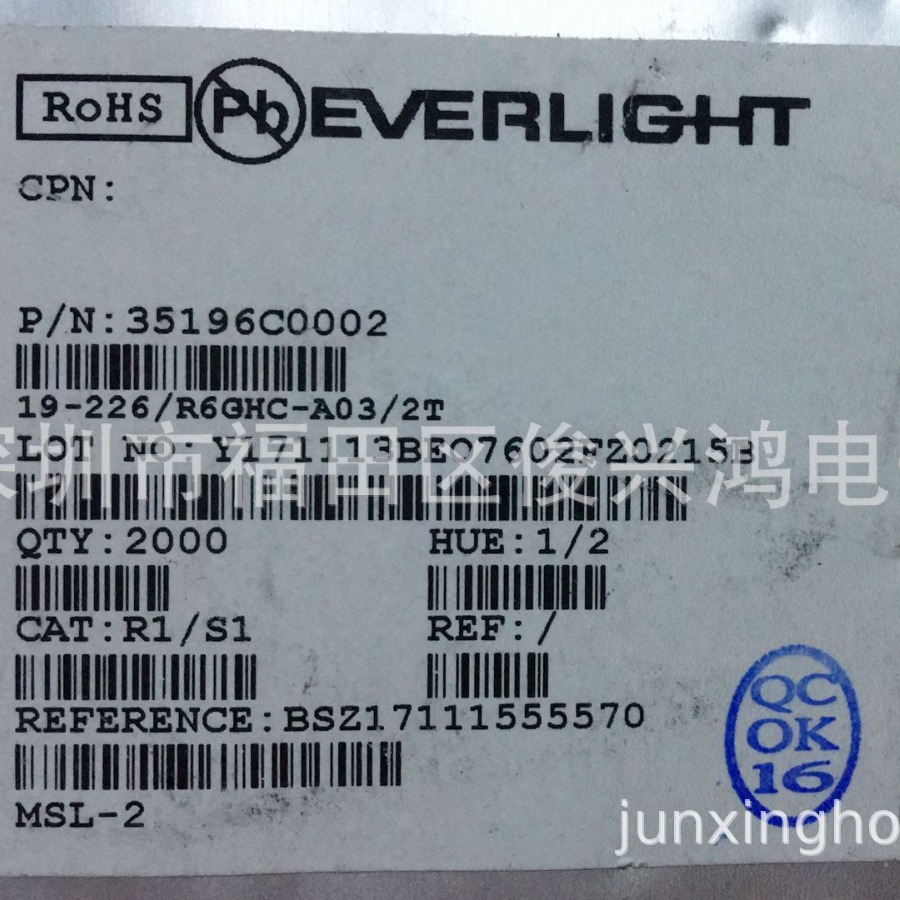 RoHS Pb EVERLIGHT
CPN:
P/N:35196C0002
19-226/R6GHC-A03/2T
LOT NO: Y171113BEQ7602FZ0215B
深圳市福田区俊兴鸿电
QTY:2000 HUE:1/2
CAT:R1/S1 REF:/
REFERENCE:BSZ17111555570
QC
OK
16
MSL-2
junxingho